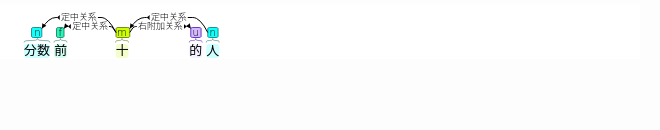 定中关系 定中关系
定中关系 右附加关系
n f m u n
分数 前 十 的 人